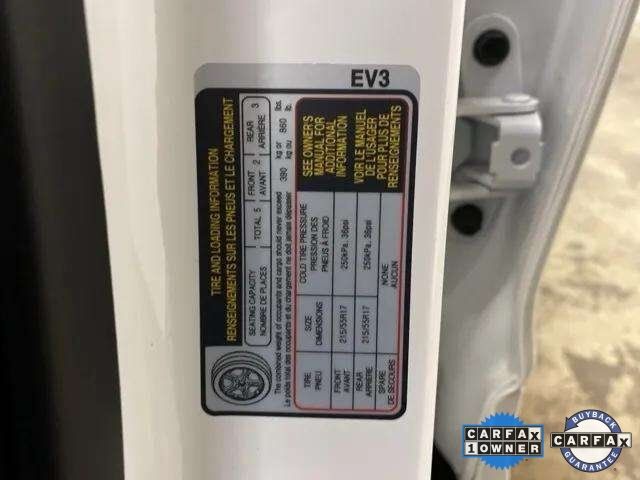 EV3
TIRE AND LOADING INFORMATION
RENSEIGNEMENTS SUR LES PNEUS ET LE CHARGEMENT
SEATING CAPACITY TOTAL 5 FRONT 2 REAR 3
NOMBRE DE PLACES AVANT ARRIÈRE
The combined weight of occupants and cargo should never exceed 390 kg or 860 lbs.
Le poids total des occupants et du chargement ne doit jamais dépasser kg ou lb.
TIRE SIZE COLD TIRE PRESSURE SEE OWNER'S
PNEU DIMENSIONS PRESSION DES MANUAL FOR
PNEUS À FROID ADDITIONAL
INFORMATION
FRONT 215/55R17 250kPa, 36psi
AVANT
REAR 215/55R17 250kPa, 36psi
ARRIÈRE
SPARE NONE
DE SECOURS AUCUN
VOIR LE MANUEL
DE L'USAGER
POUR PLUS DE
RENSEIGNEMENTS
CARFAX
1 OWNER
BUYBACK
CARFAX
GUARANTEE